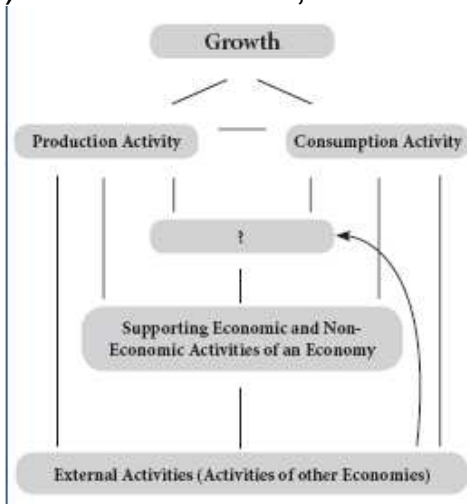 Growth
Production Activity
Consumption Activity
?
Supporting Economic and Non-
Economic Activities of an Economy
External Activities (Activities of other Economies)